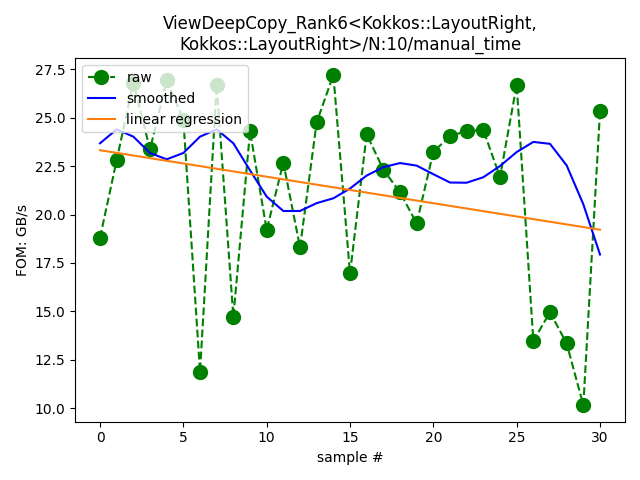 ViewDeepCopy_Rank6<Kokkos::LayoutRight,
Kokkos::LayoutRight>/N:10/manual_time
raw
smoothed
linear regression
FOM: GB/s
27.5
25.0
22.5
20.0
17.5
15.0
12.5
10.0
0 5 10 15 20 25 30
sample #